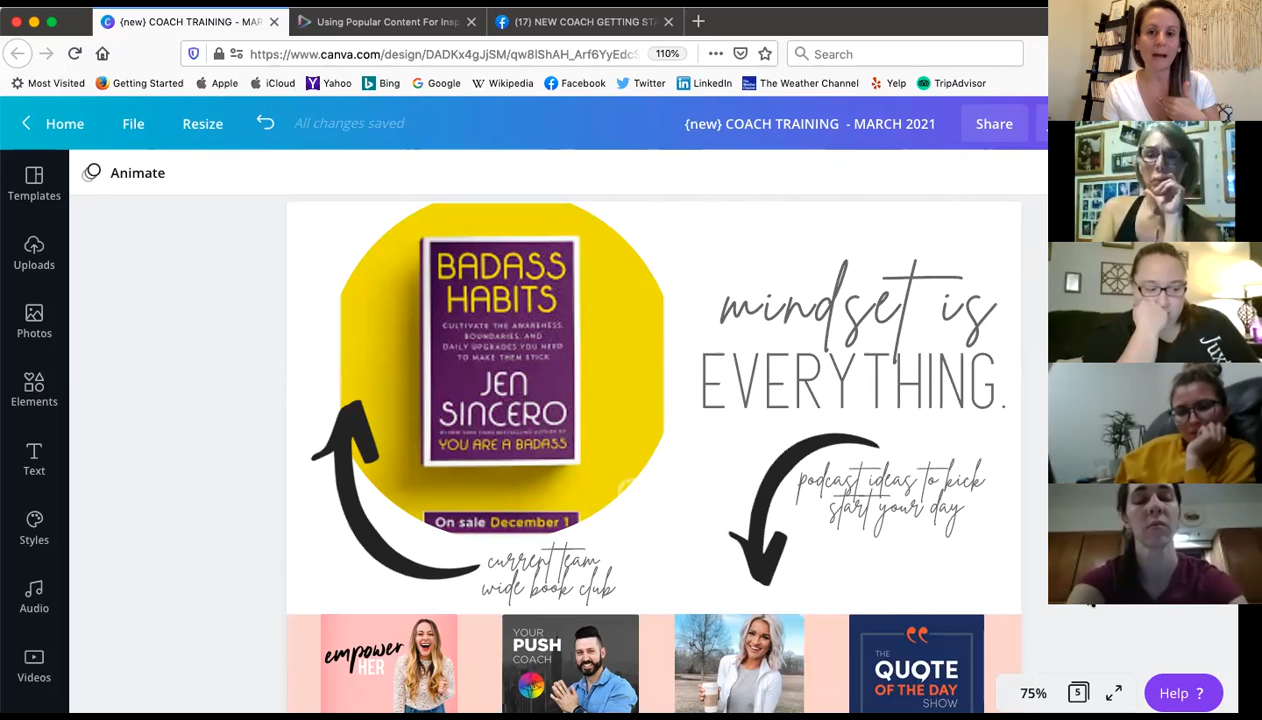 {new} COACH TRAINING - MAR
Using Popular Content For Insp
(17) NEW COACH GETTING STA
https://www.canva.com/design/DADKx4gJjSM/qw8lShAH_Arf6YyEdcS
110%
Search
Most Visited
Getting Started
Apple
iCloud
Yahoo
Bing
Google
Wikipedia
Facebook
Twitter
LinkedIn
The Weather Channel
Yelp
TripAdvisor
Home
File
Resize
All changes saved
{new} COACH TRAINING - MARCH 2021
Share
Templates
Uploads
Photos
Elements
Text
Styles
Audio
Videos
Animate
BADASS
HABITS
CULTIVATE THE AWARENESS,
BOUNDARIES, AND
DAILY UPGRADES YOU NEED
TO MAKE THEM STICK
JEN
SINCERO
YOU ARE A BADASS
On sale December 1
current team
wide book club
mindset is
EVERYTHING.
podcast ideas to kick
start your day
empower
HER
YOUR
PUSH
COACH
THE
QUOTE
OF THE DAY
SHOW
75%
5
Help ?